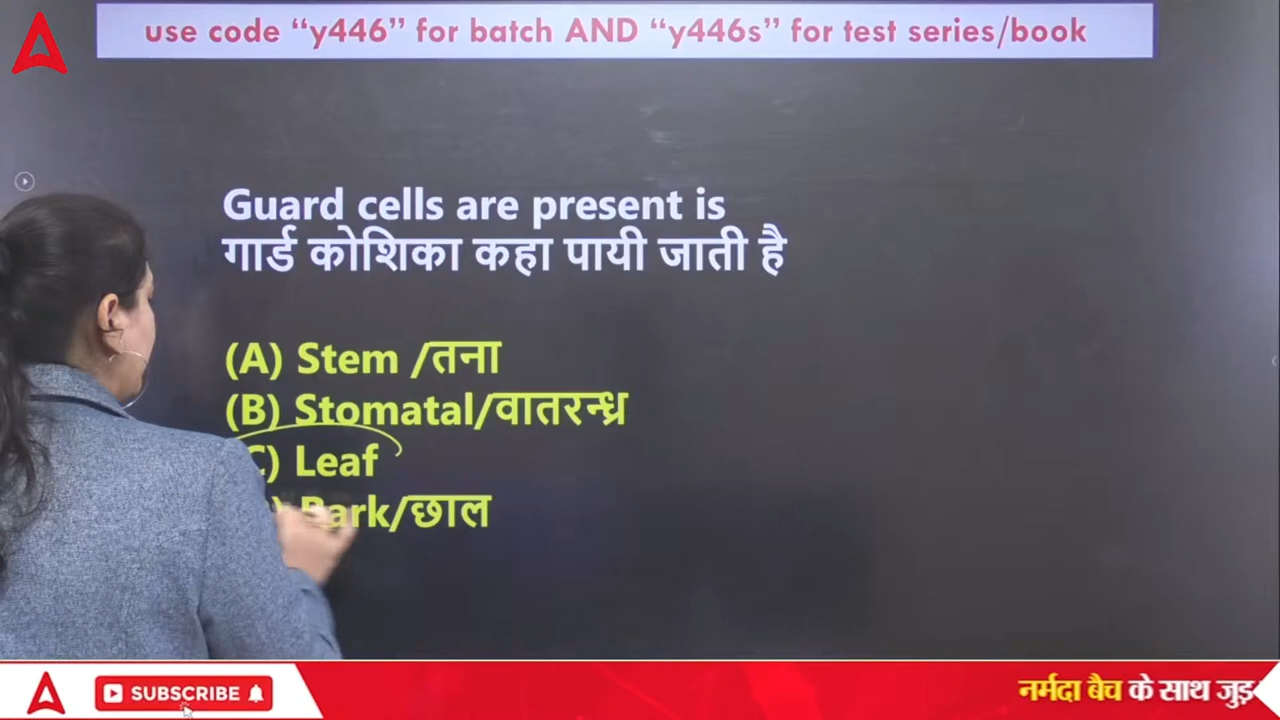 use code “y446” for batch AND “y446s” for test series/book
Guard cells are present is
गार्ड कोशिका कहा पायी जाती है
(A) Stem /तना
(B) Stomatal/वातरन्ध्र
C) Leaf
) Bark/छाल
SUBSCRIBE
नर्मदा बैच के साथ जुड़